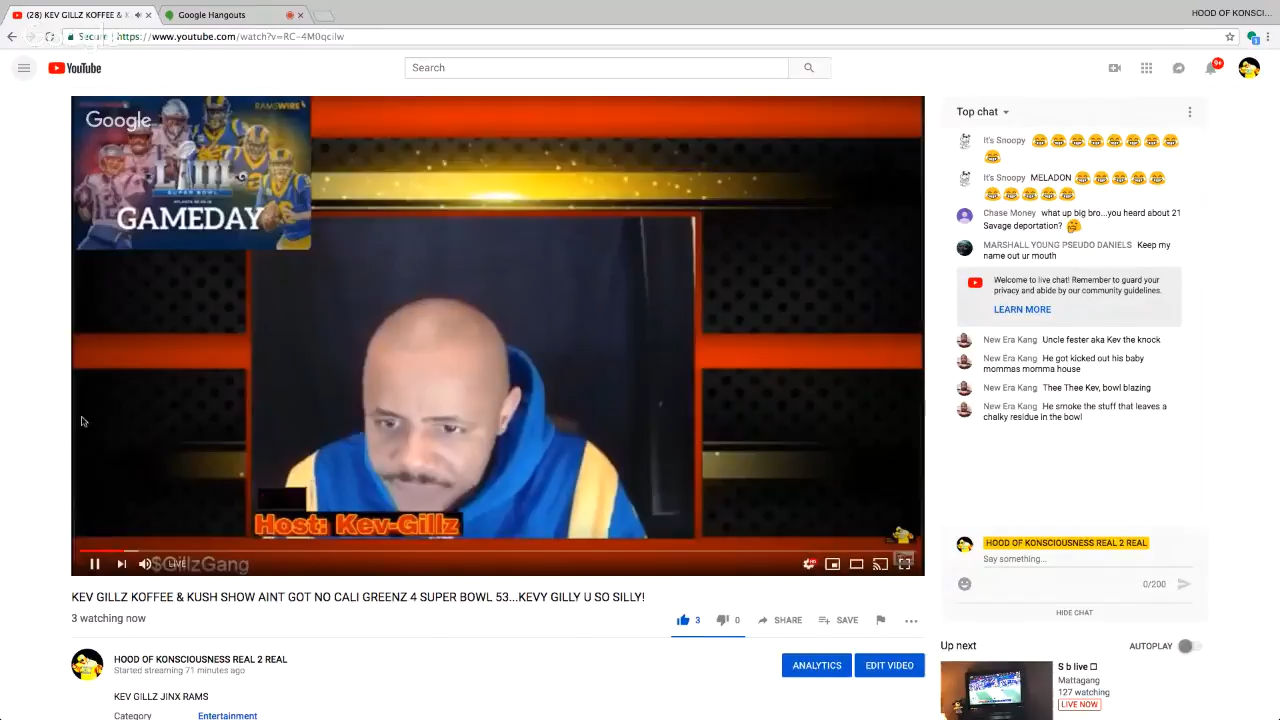 (28) KEV GILLZ KOFFEE & K
Google Hangouts
HOOD OF KONSCI...
Secure https://www.youtube.com/watch?v=RC-4M0qcilw
YouTube
Search
9+
Google
RAMSWIRE
LIII
SUPER BOWL
GAMEDAY
Host: Kev-Gillz
LIVE
$GillzGang
HD
KEV GILLZ KOFFEE & KUSH SHOW AINT GOT NO CALI GREENZ 4 SUPER BOWL 53...KEVY GILLY U SO SILLY!
3 watching now
3
0
SHARE
SAVE
HOOD OF KONSCIOUSNESS REAL 2 REAL
Started streaming 71 minutes ago
ANALYTICS
EDIT VIDEO
KEV GILLZ JINX RAMS
Category Entertainment
Top chat
It's Snoopy
It's Snoopy MELADON
Chase Money what up big bro...you heard about 21
Savage deportation?
MARSHALL YOUNG PSEUDO DANIELS Keep my
name out ur mouth
Welcome to live chat! Remember to guard your
privacy and abide by our community guidelines.
LEARN MORE
New Era Kang Uncle fester aka Kev the knock
New Era Kang He got kicked out his baby
mommas momma house
New Era Kang Thee Thee Kev, bowl blazing
New Era Kang He smoke the stuff that leaves a
chalky residue in the bowl
HOOD OF KONSCIOUSNESS REAL 2 REAL
Say something...
0/200
HIDE CHAT
Up next
AUTOPLAY
S b live
Mattagang
127 watching
LIVE NOW